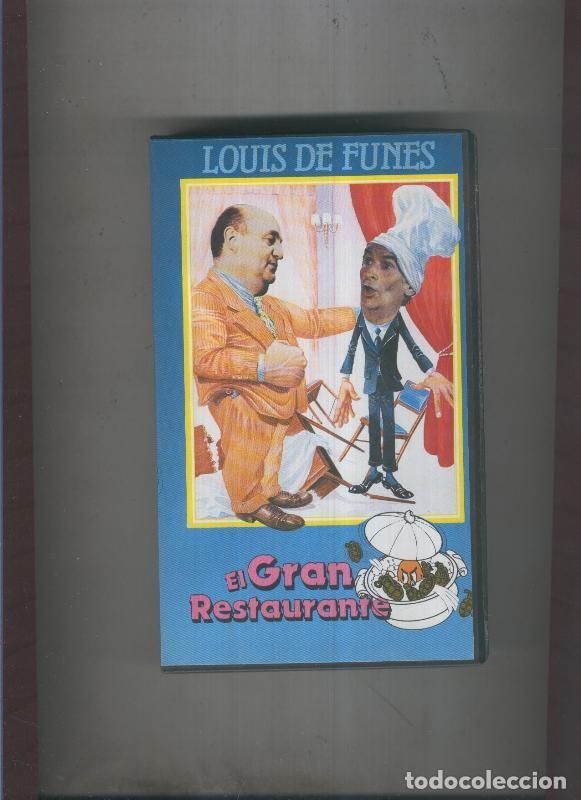 LOUIS DE FUNES
El Gran
Restaurante
todocoleccion